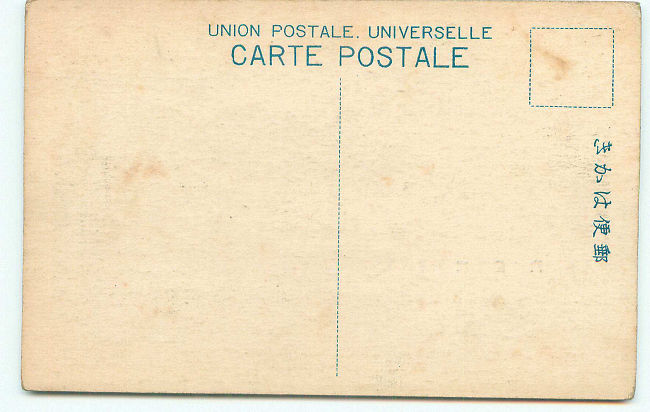 UNION POSTALE. UNIVERSELLE
CARTE POSTALE
郵便はかき